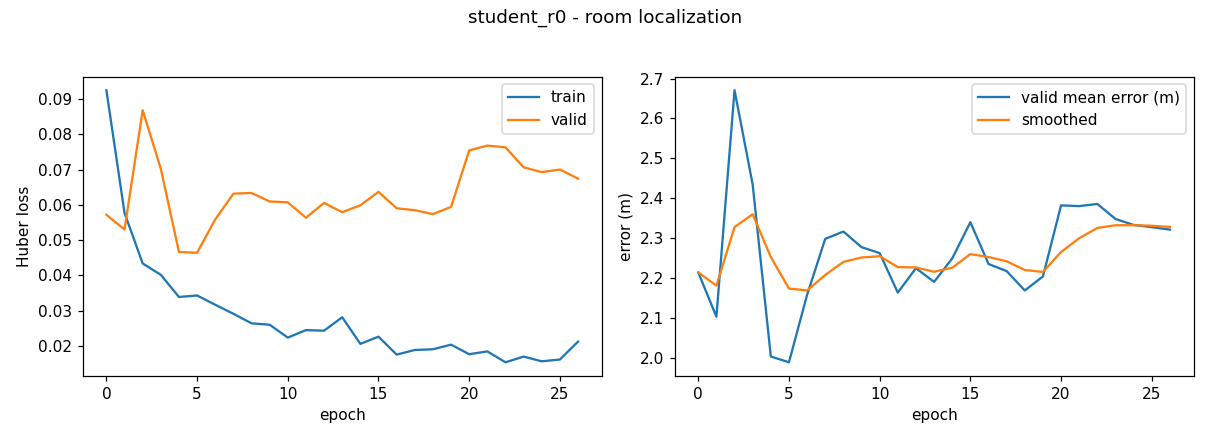 student_r0 - room localization
Huber loss
0.09
0.08
0.07
0.06
0.05
0.04
0.03
0.02
0 5 10 15 20 25
epoch
train
valid
error (m)
2.7
2.6
2.5
2.4
2.3
2.2
2.1
2.0
0 5 10 15 20 25
epoch
valid mean error (m)
smoothed